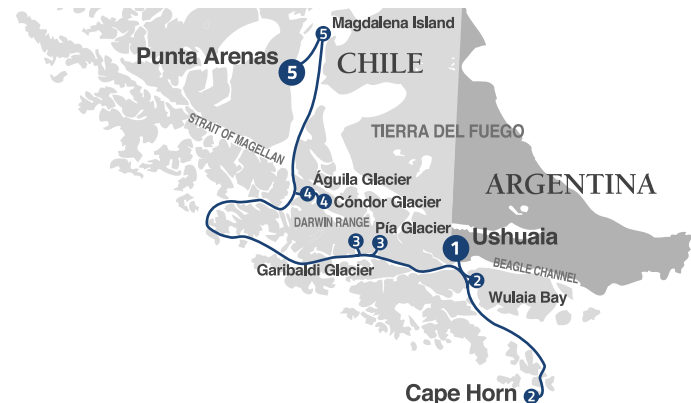 Magdalena Island
5
Punta Arenas
5
CHILE
STRAIT OF MAGELLAN
TIERRA DEL FUEGO
Águila Glacier
4
4
Cóndor Glacier
ARGENTINA
DARWIN RANGE
Pía Glacier
3
3
1
Ushuaia
Garibaldi Glacier
BEAGLE CHANNEL
2
Wulaia Bay
Cape Horn
2